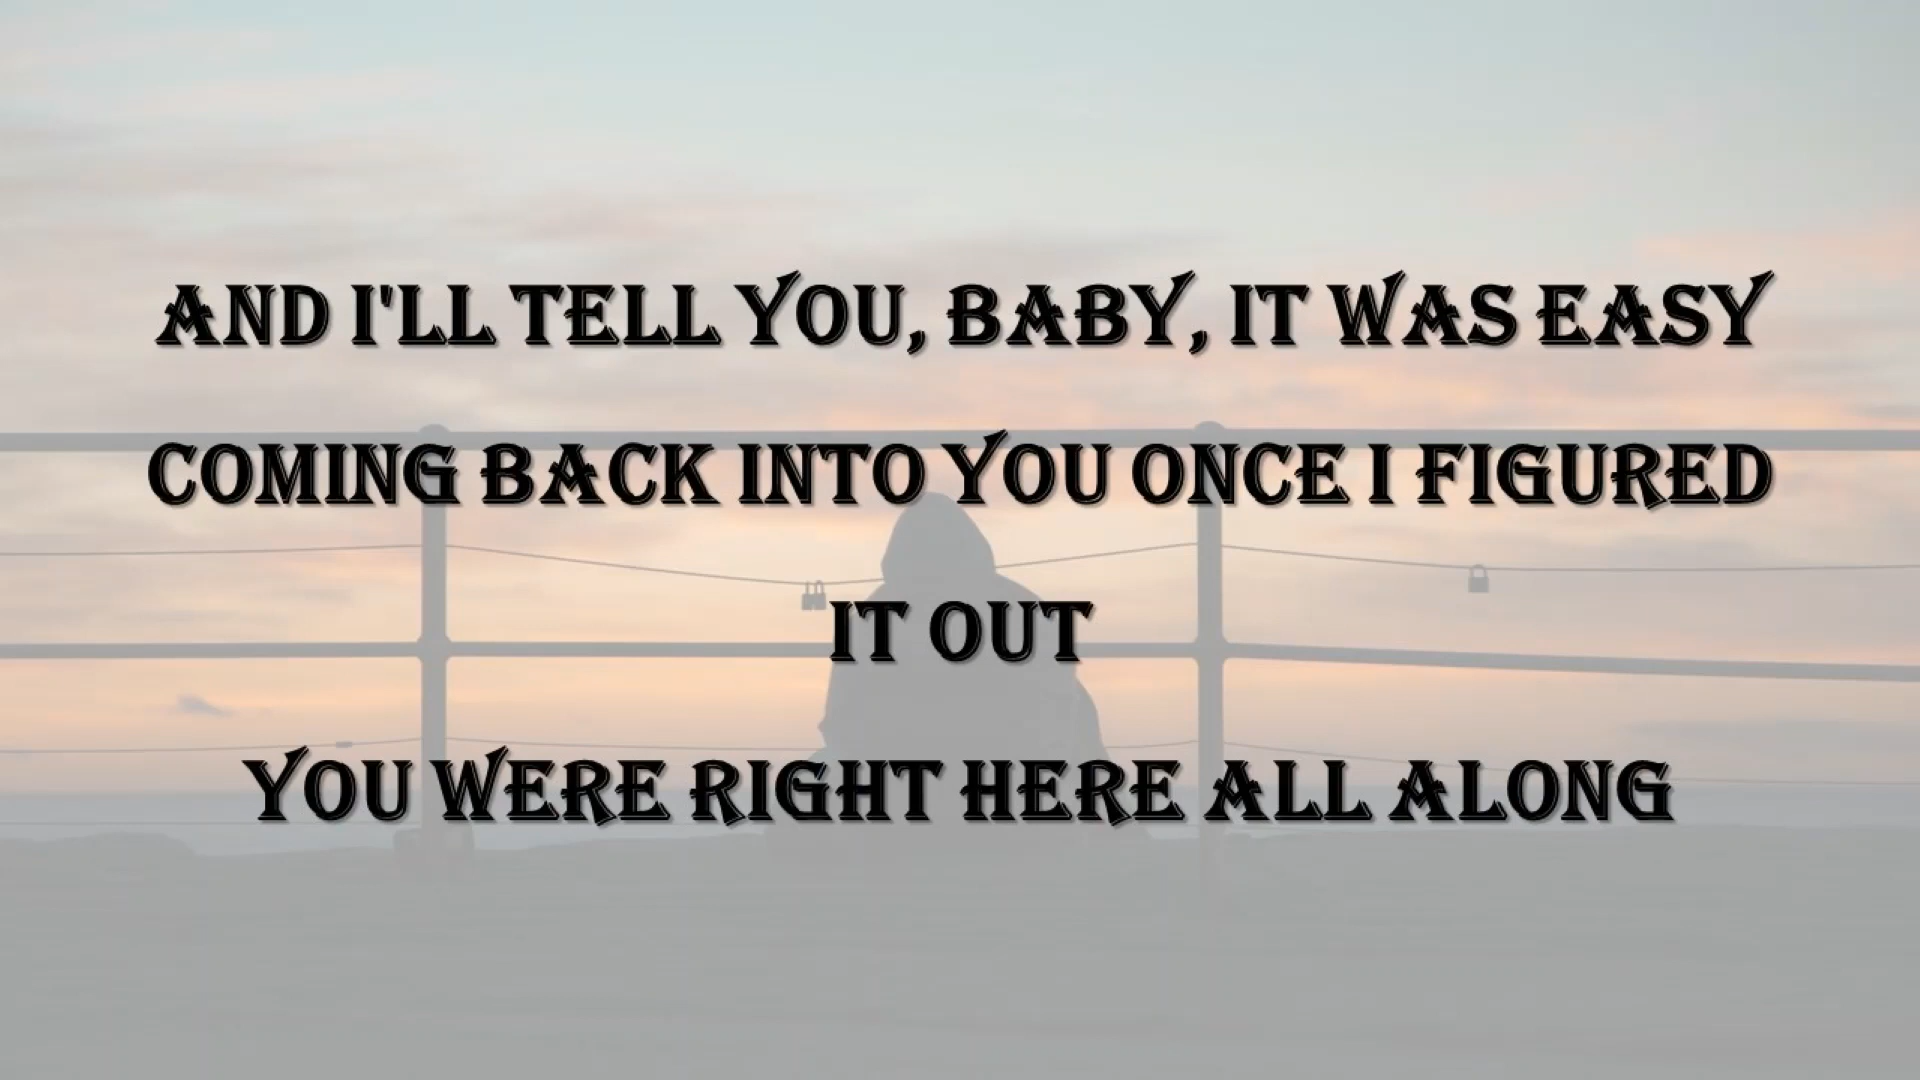 AND I'LL TELL YOU, BABY, IT WAS EASY
COMING BACK INTO YOU ONCE I FIGURED
IT OUT
YOU WERE RIGHT HERE ALL ALONG